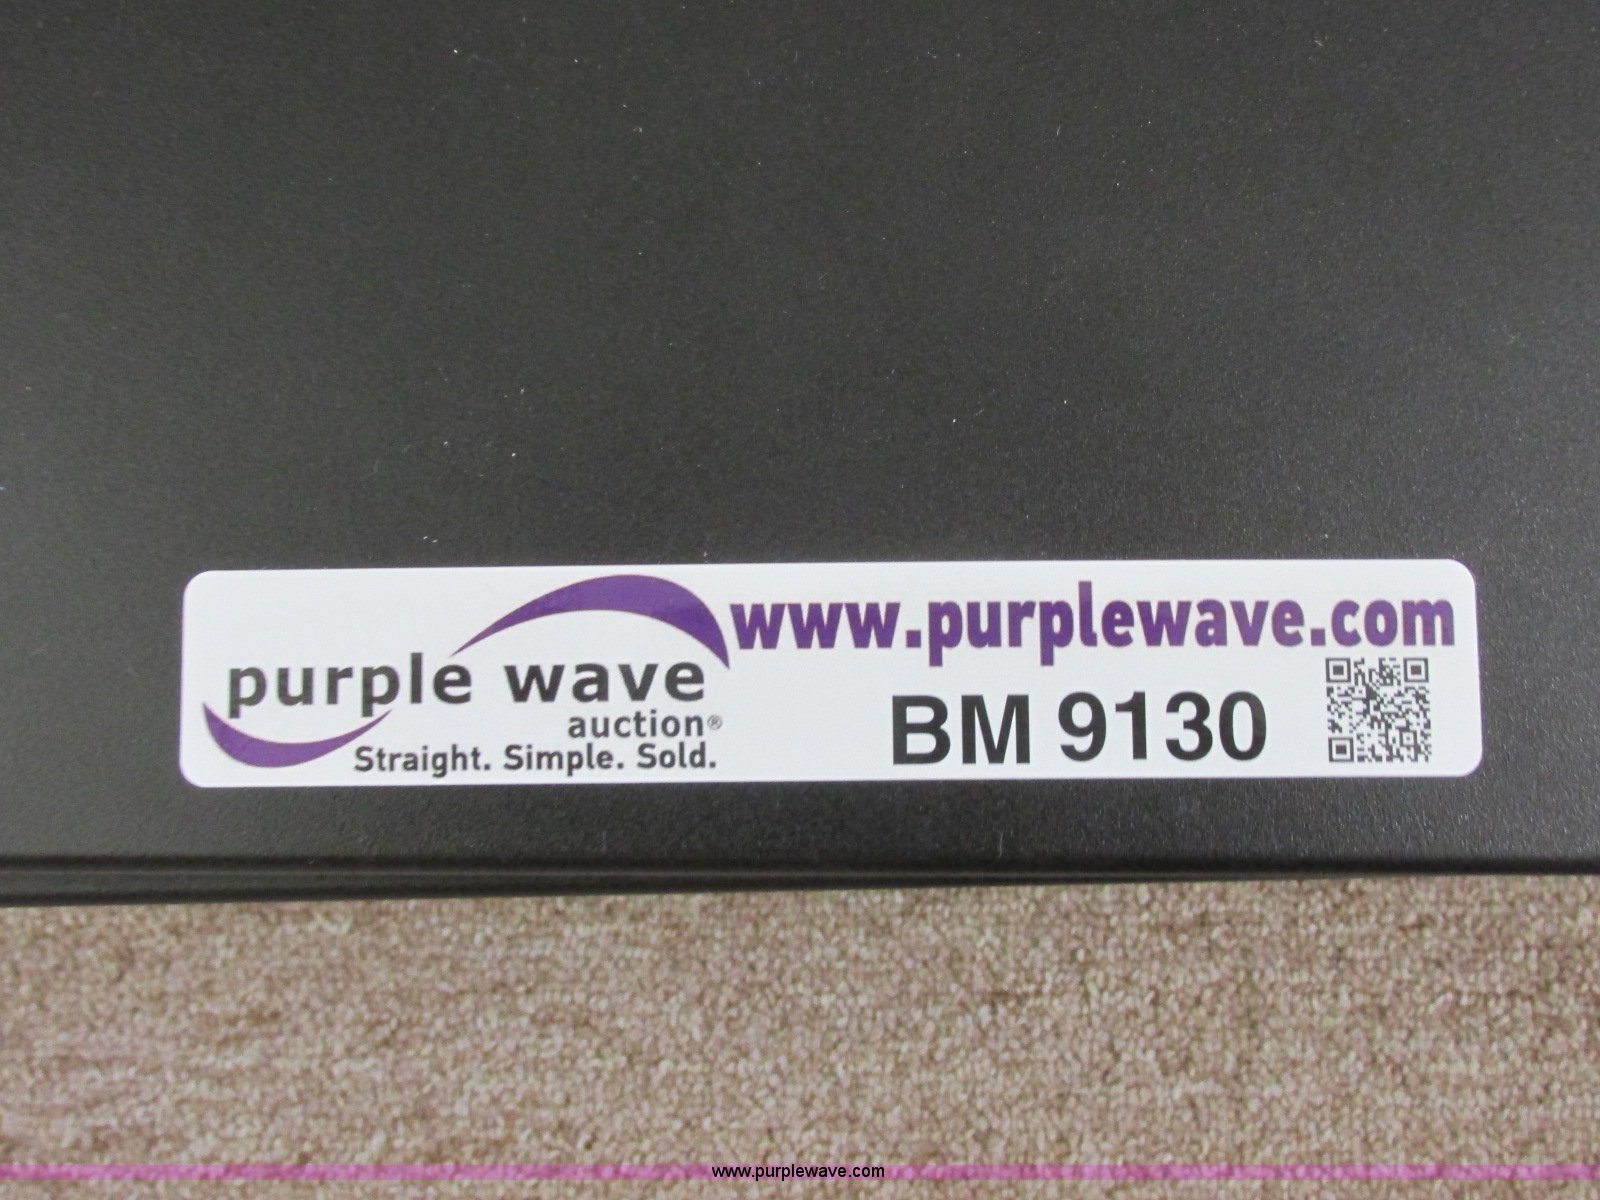 www.purplewave.com
purple wave
auction®
Straight. Simple. Sold.
BM 9130
www.purplewave.com